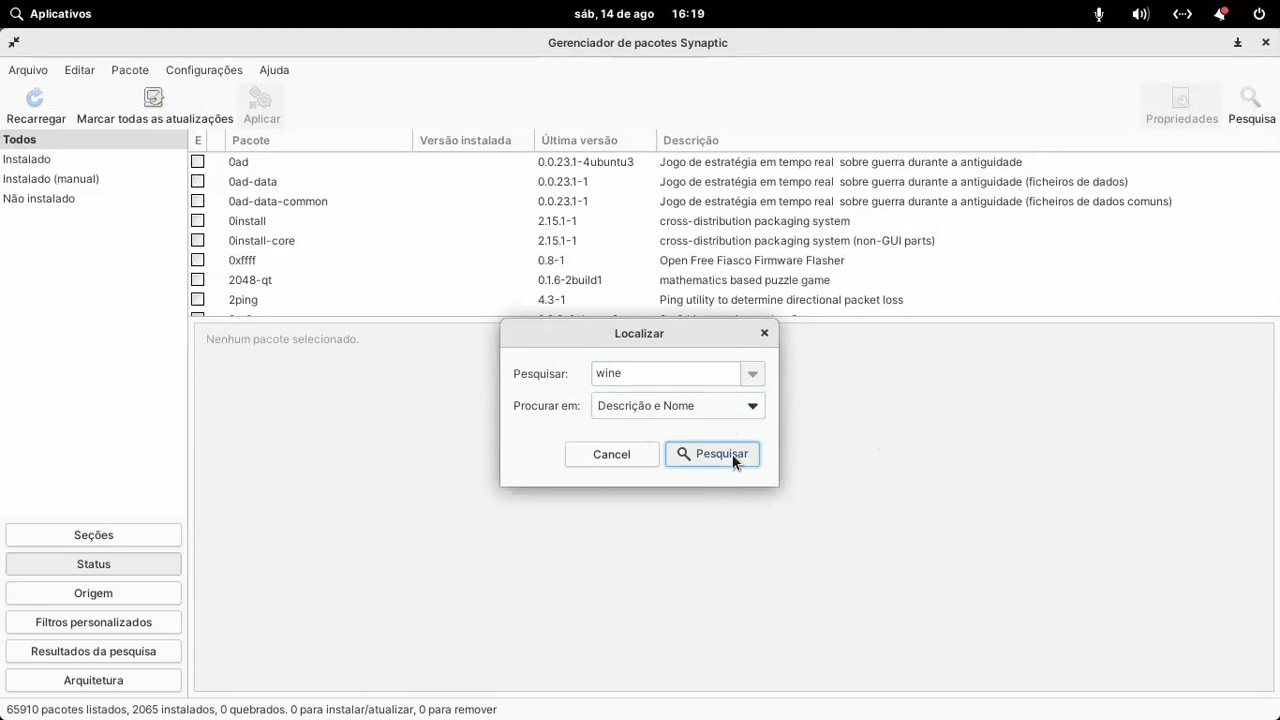 Aplicativos sáb, 14 de ago 16:19
Gerenciador de pacotes Synaptic
Arquivo Editar Pacote Configurações Ajuda
Recarregar Marcar todas as atualizações Aplicar Propriedades Pesquisa
Todos
Instalado
Instalado (manual)
Não instalado
E Pacote Versão instalada Última versão Descrição
0ad 0.0.23.1-4ubuntu3 Jogo de estratégia em tempo real sobre guerra durante a antiguidade
0ad-data 0.0.23.1-1 Jogo de estratégia em tempo real sobre guerra durante a antiguidade (ficheiros de dados)
0ad-data-common 0.0.23.1-1 Jogo de estratégia em tempo real sobre guerra durante a antiguidade (ficheiros de dados comuns)
0install 2.15.1-1 cross-distribution packaging system
0install-core 2.15.1-1 cross-distribution packaging system (non-GUI parts)
0xffff 0.8-1 Open Free Fiasco Firmware Flasher
2048-qt 0.1.6-2build1 mathematics based puzzle game
2ping 4.3-1 Ping utility to determine directional packet loss
Nenhum pacote selecionado.
Localizar
Pesquisar: wine
Procurar em: Descrição e Nome
Cancel Pesquisar
Seções
Status
Origem
Filtros personalizados
Resultados da pesquisa
Arquitetura
65910 pacotes listados, 2065 instalados, 0 quebrados. 0 para instalar/atualizar, 0 para remover